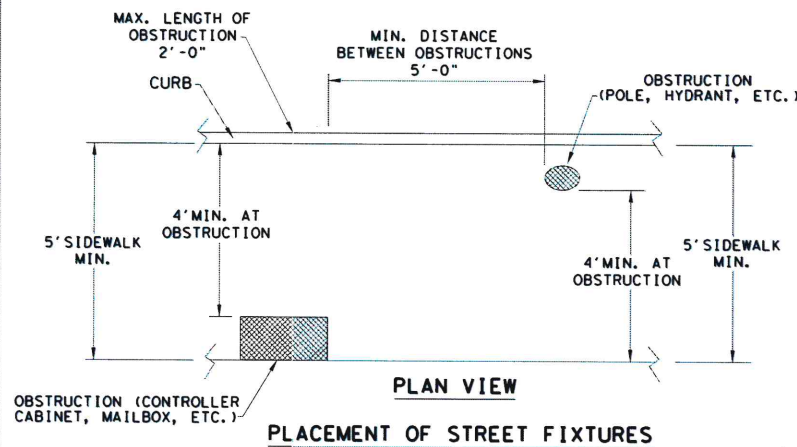 MAX. LENGTH OF
OBSTRUCTION
2'-0"
MIN. DISTANCE
BETWEEN OBSTRUCTIONS
5'-0"
CURB
OBSTRUCTION
(POLE, HYDRANT, ETC.)
4'MIN. AT
OBSTRUCTION
5'SIDEWALK
MIN.
4'MIN. AT
OBSTRUCTION
5'SIDEWALK
MIN.
OBSTRUCTION (CONTROLLER
CABINET, MAILBOX, ETC.)
PLAN VIEW
PLACEMENT OF STREET FIXTURES